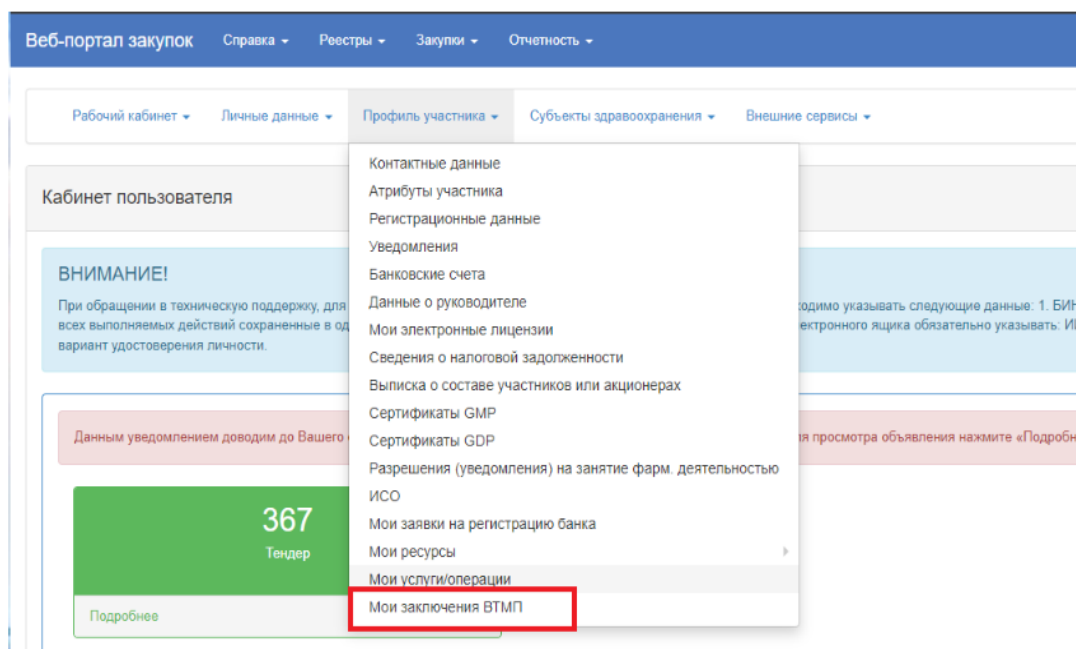 Веб-портал закупок Справка Реестры Закупки Отчетность
Рабочий кабинет Личные данные Профиль участника Субъекты здравоохранения Внешние сервисы
Кабинет пользователя
Контактные данные
Атрибуты участника
Регистрационные данные
Уведомления
Банковские счета
Данные о руководителе
Мои электронные лицензии
Сведения о налоговой задолженности
Выписка о составе участников или акционерах
Сертификаты GMP
Сертификаты GDP
Разрешения (уведомления) на занятие фарм. деятельностью
ИСО
Мои заявки на регистрацию банка
Мои ресурсы
Мои услуги/операции
Мои заключения ВТМП
ВНИМАНИЕ!
При обращении в техническую поддержку, для одимо указывать следующие данные: 1. БИН
всех выполняемых действий сохраненные в од ектронного ящика обязательно указывать: И
вариант удостоверения личности.
Данным уведомлением доводим до Вашего я просмотра объявления нажмите «Подробн
367
Тендер
Подробнее